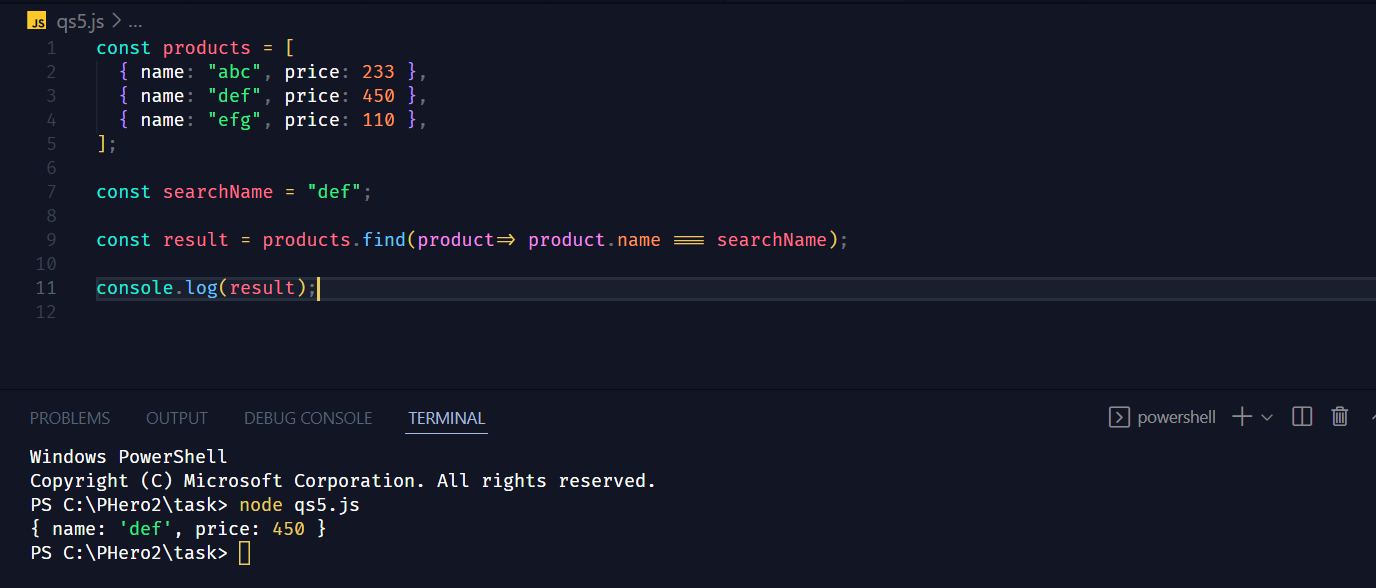 JS qs5.js > ...
1 const products = [
2 { name: "abc", price: 233 },
3 { name: "def", price: 450 },
4 { name: "efg", price: 110 },
5 ];
6
7 const searchName = "def";
8
9 const result = products.find(product=> product.name === searchName);
10
11 console.log(result);
12
PROBLEMS OUTPUT DEBUG CONSOLE TERMINAL powershell
Windows PowerShell
Copyright (C) Microsoft Corporation. All rights reserved.
PS C:\PHero2\task> node qs5.js
{ name: 'def', price: 450 }
PS C:\PHero2\task>